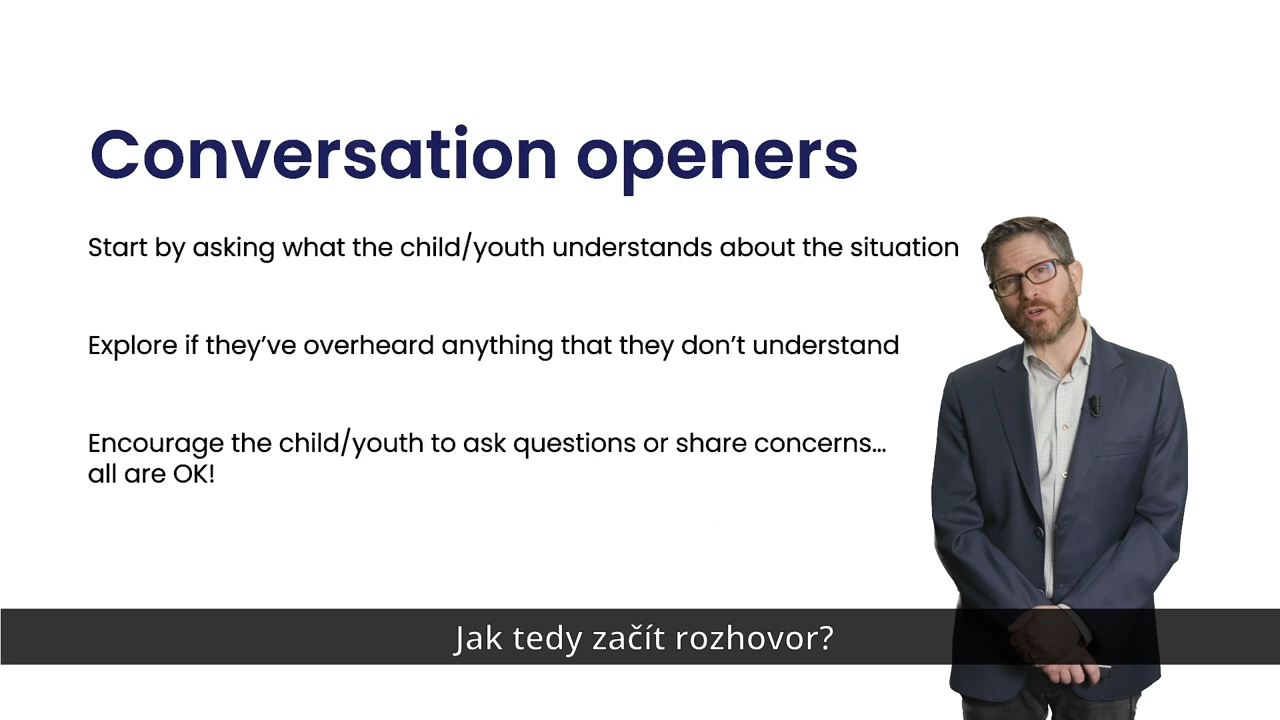 Conversation openers
Start by asking what the child/youth understands about the situation
Explore if they’ve overheard anything that they don’t understand
Encourage the child/youth to ask questions or share concerns...
all are OK!
Jak tedy začít rozhovor?